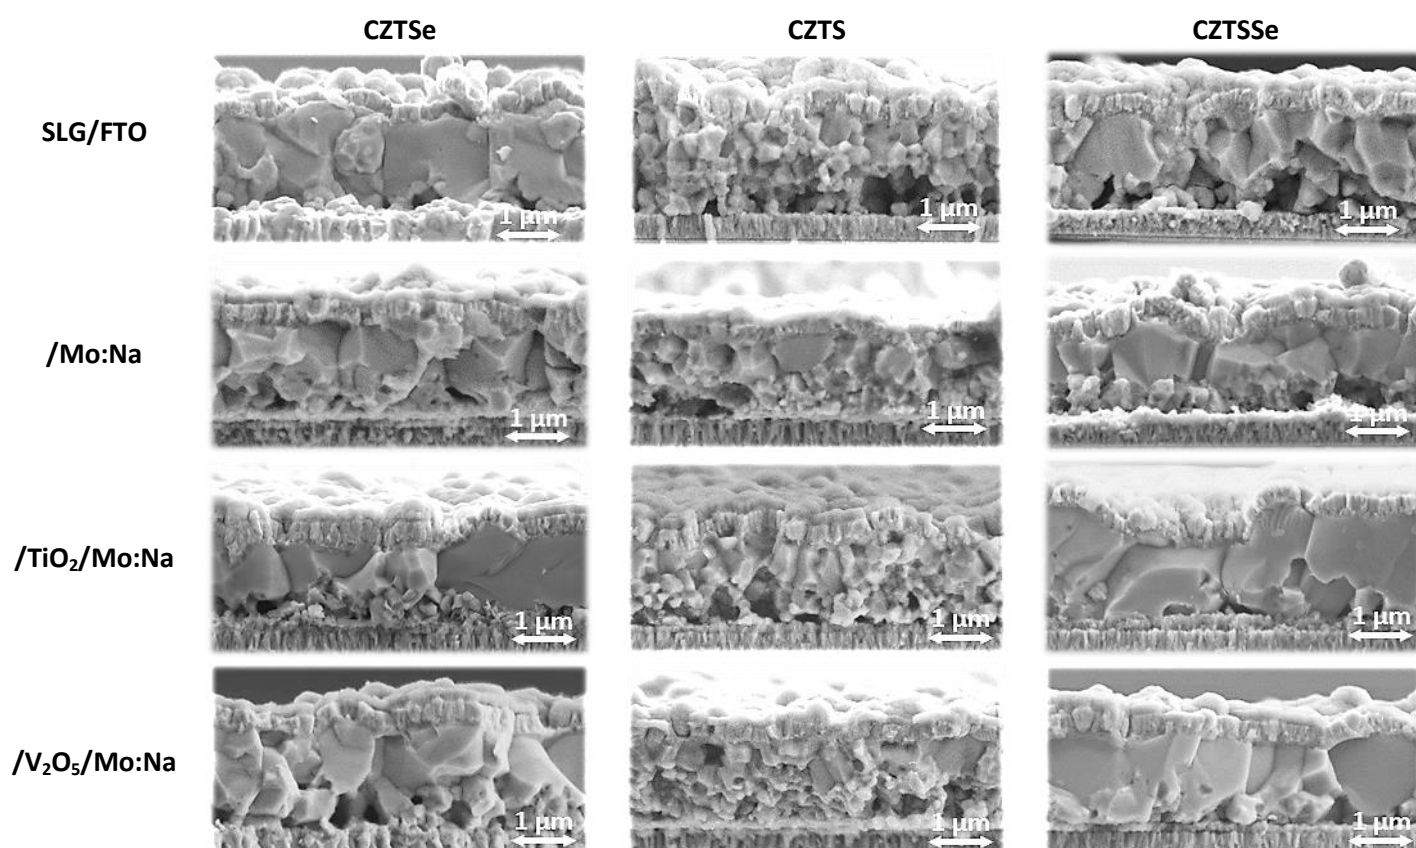 CZTSe CZTS CZTSSe
SLG/FTO
1 μm 1 μm 1 μm
/Mo:Na
1 μm 1 μm 1 μm
/TiO₂/Mo:Na
1 μm 1 μm 1 μm
/V₂O₅/Mo:Na
1 μm 1 μm 1 μm